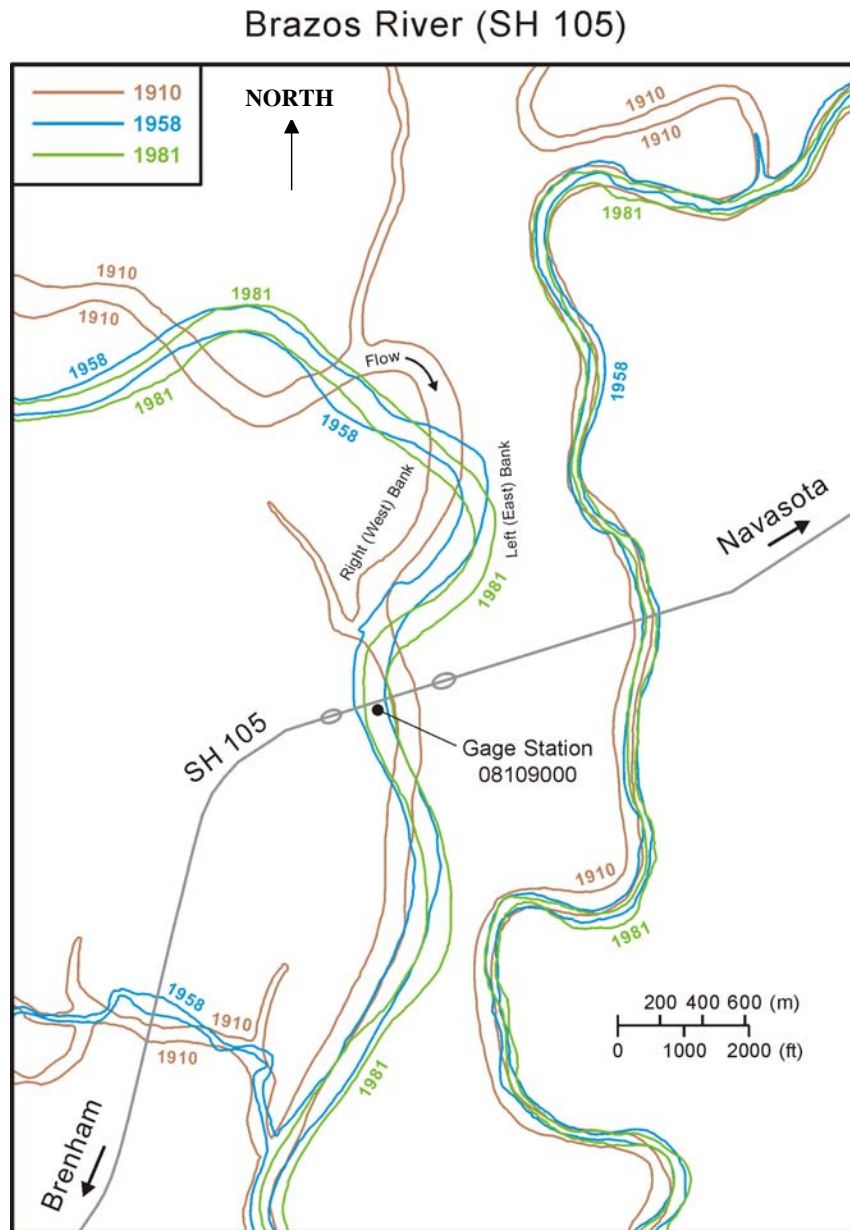 Brazos River (SH 105)
1910
1958
1981
NORTH
1910
1910
1981
1910
1910
1981
1958
1981
1958
Flow
1958
Right (West) Bank
Left (East) Bank
1981
Navasota
SH 105
Gage Station
08109000
1910
1981
1958
1910
1910
1981
Brenham
200 400 600 (m)
0 1000 2000 (ft)